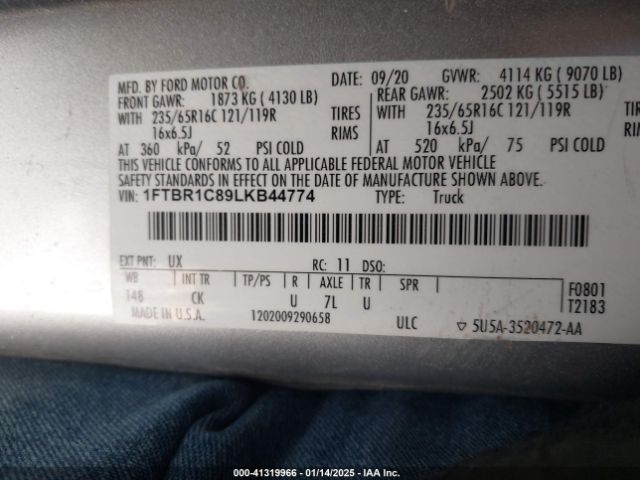 MFD. BY FORD MOTOR CO.
DATE: 09/20 GVWR: 4114 KG ( 9070 LB)
FRONT GAWR: 1873 KG ( 4130 LB)
REAR GAWR: 2502 KG ( 5515 LB)
WITH 235/65R16C 121/119R TIRES
WITH 235/65R16C 121/119R TIRES
16x6.5J RIMS
16x6.5J RIMS
AT 360 kPa/ 52 PSI COLD
AT 520 kPa/ 75 PSI COLD
THIS VEHICLE CONFORMS TO ALL APPLICABLE FEDERAL MOTOR VEHICLE
SAFETY STANDARDS IN EFFECT ON THE DATE OF MANUFACTURE SHOWN ABOVE.
VIN: 1FTBR1C89LKB44774 TYPE: Truck
EXT PNT: UX RC: 11 DSO:
WB INT TR TP/PS R AXLE TR SPR
148 CK U 7L U
F0801
T2183
MADE IN U.S.A. 1202009290658 ULC ▽ 5U5A-3520472-AA
000-41319966 - 01/14/2025 - IAA Inc.